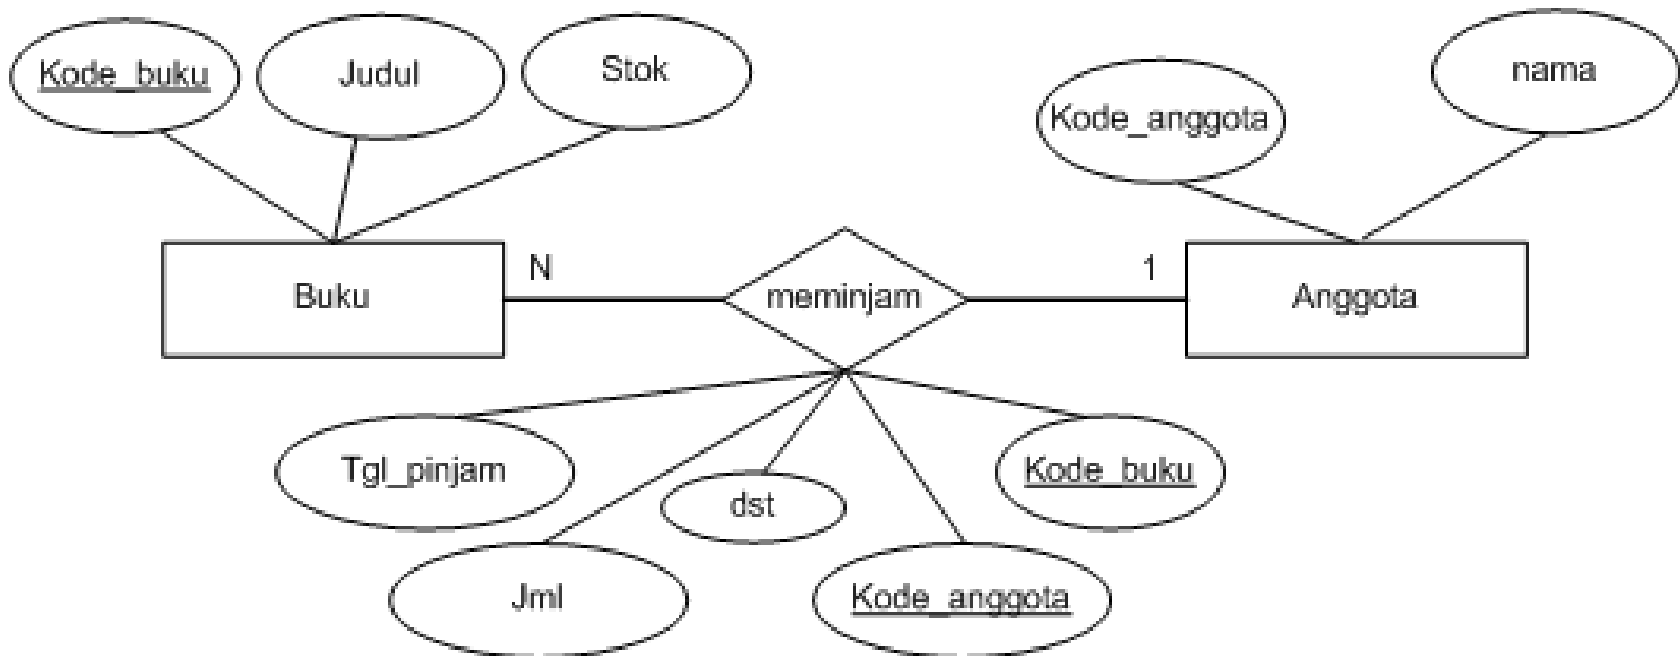 Kode_buku
Judul
Stok
Kode_anggota
nama
Buku
N
meminjam
1
Anggota
Tgl_pinjam
Jml
dst
Kode_anggota
Kode_buku